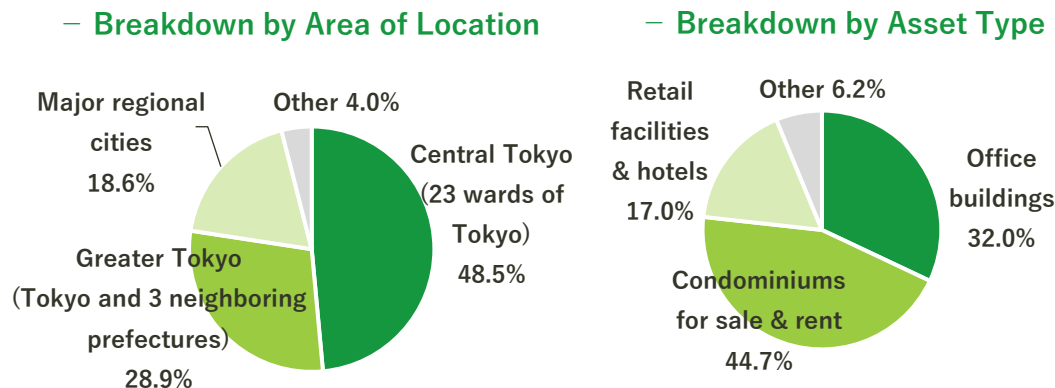 – Breakdown by Area of Location
Major regional
cities
18.6%
Other 4.0%
Central Tokyo
(23 wards of
Tokyo)
48.5%
Greater Tokyo
(Tokyo and 3 neighboring
prefectures)
28.9%
– Breakdown by Asset Type
Retail
facilities
& hotels
17.0%
Other 6.2%
Office
buildings
32.0%
Condominiums
for sale & rent
44.7%